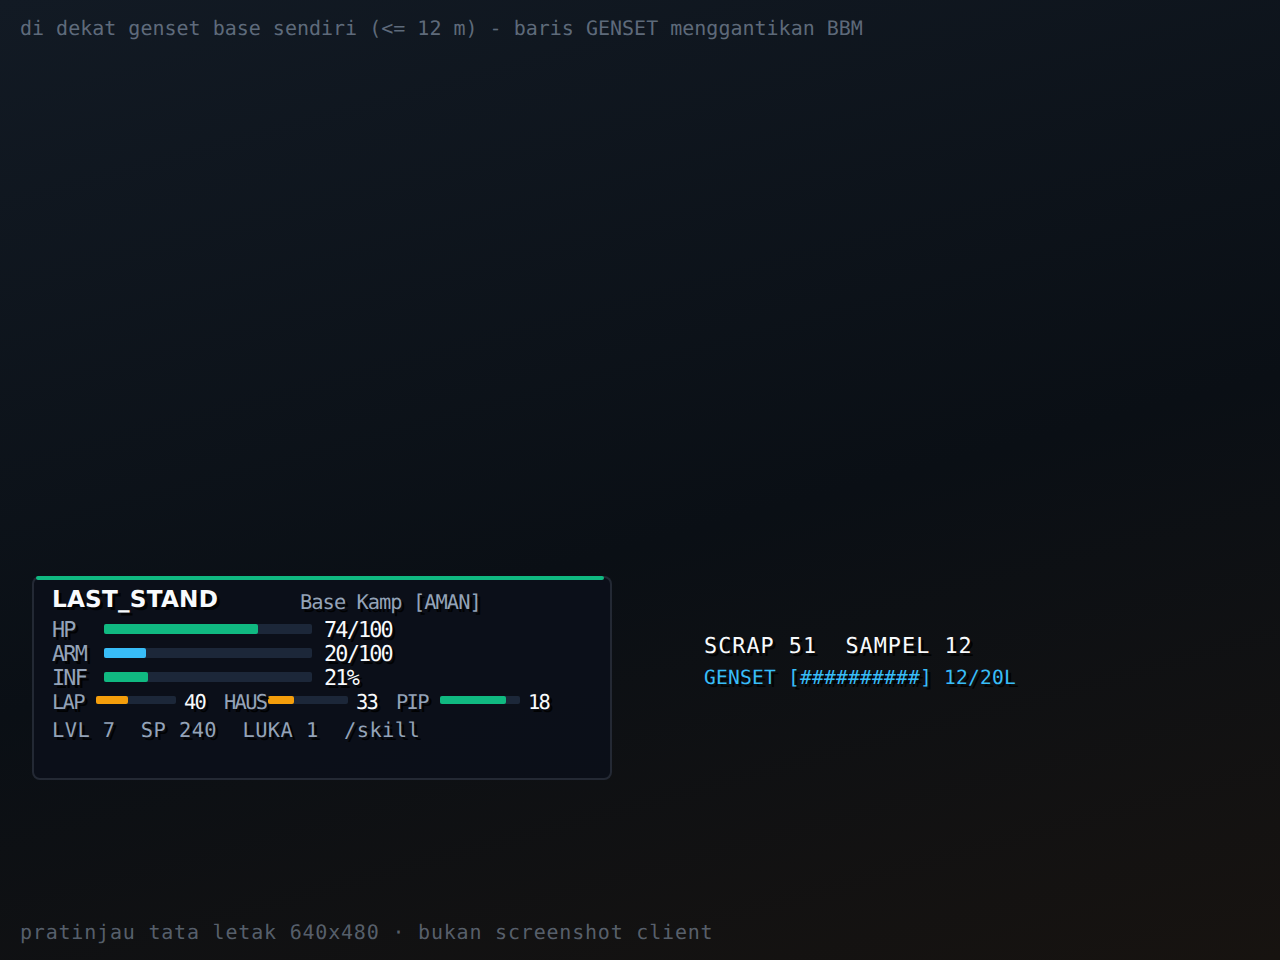 di dekat genset base sendiri (<= 12 m) - baris GENSET menggantikan BBM
LAST_STAND Base Kamp [AMAN]
HP 74/100
ARM 20/100
INF 21%
LAP 40 HAUS 33 PIP 18
LVL 7 SP 240 LUKA 1 /skill
SCRAP 51 SAMPEL 12
GENSET [##########] 12/20L
pratinjau tata letak 640x480 · bukan screenshot client